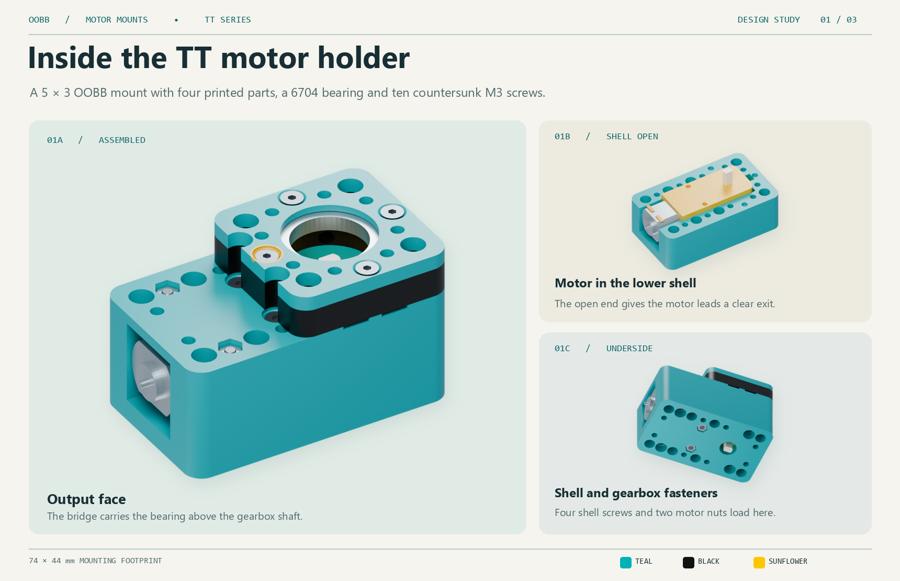 OOBB / MOTOR MOUNTS • TT SERIES
DESIGN STUDY 01 / 03
Inside the TT motor holder
A 5 × 3 OOBB mount with four printed parts, a 6704 bearing and ten countersunk M3 screws.
01A / ASSEMBLED
Output face
The bridge carries the bearing above the gearbox shaft.
01B / SHELL OPEN
Motor in the lower shell
The open end gives the motor leads a clear exit.
01C / UNDERSIDE
Shell and gearbox fasteners
Four shell screws and two motor nuts load here.
74 × 44 mm MOUNTING FOOTPRINT
TEAL
BLACK
SUNFLOWER